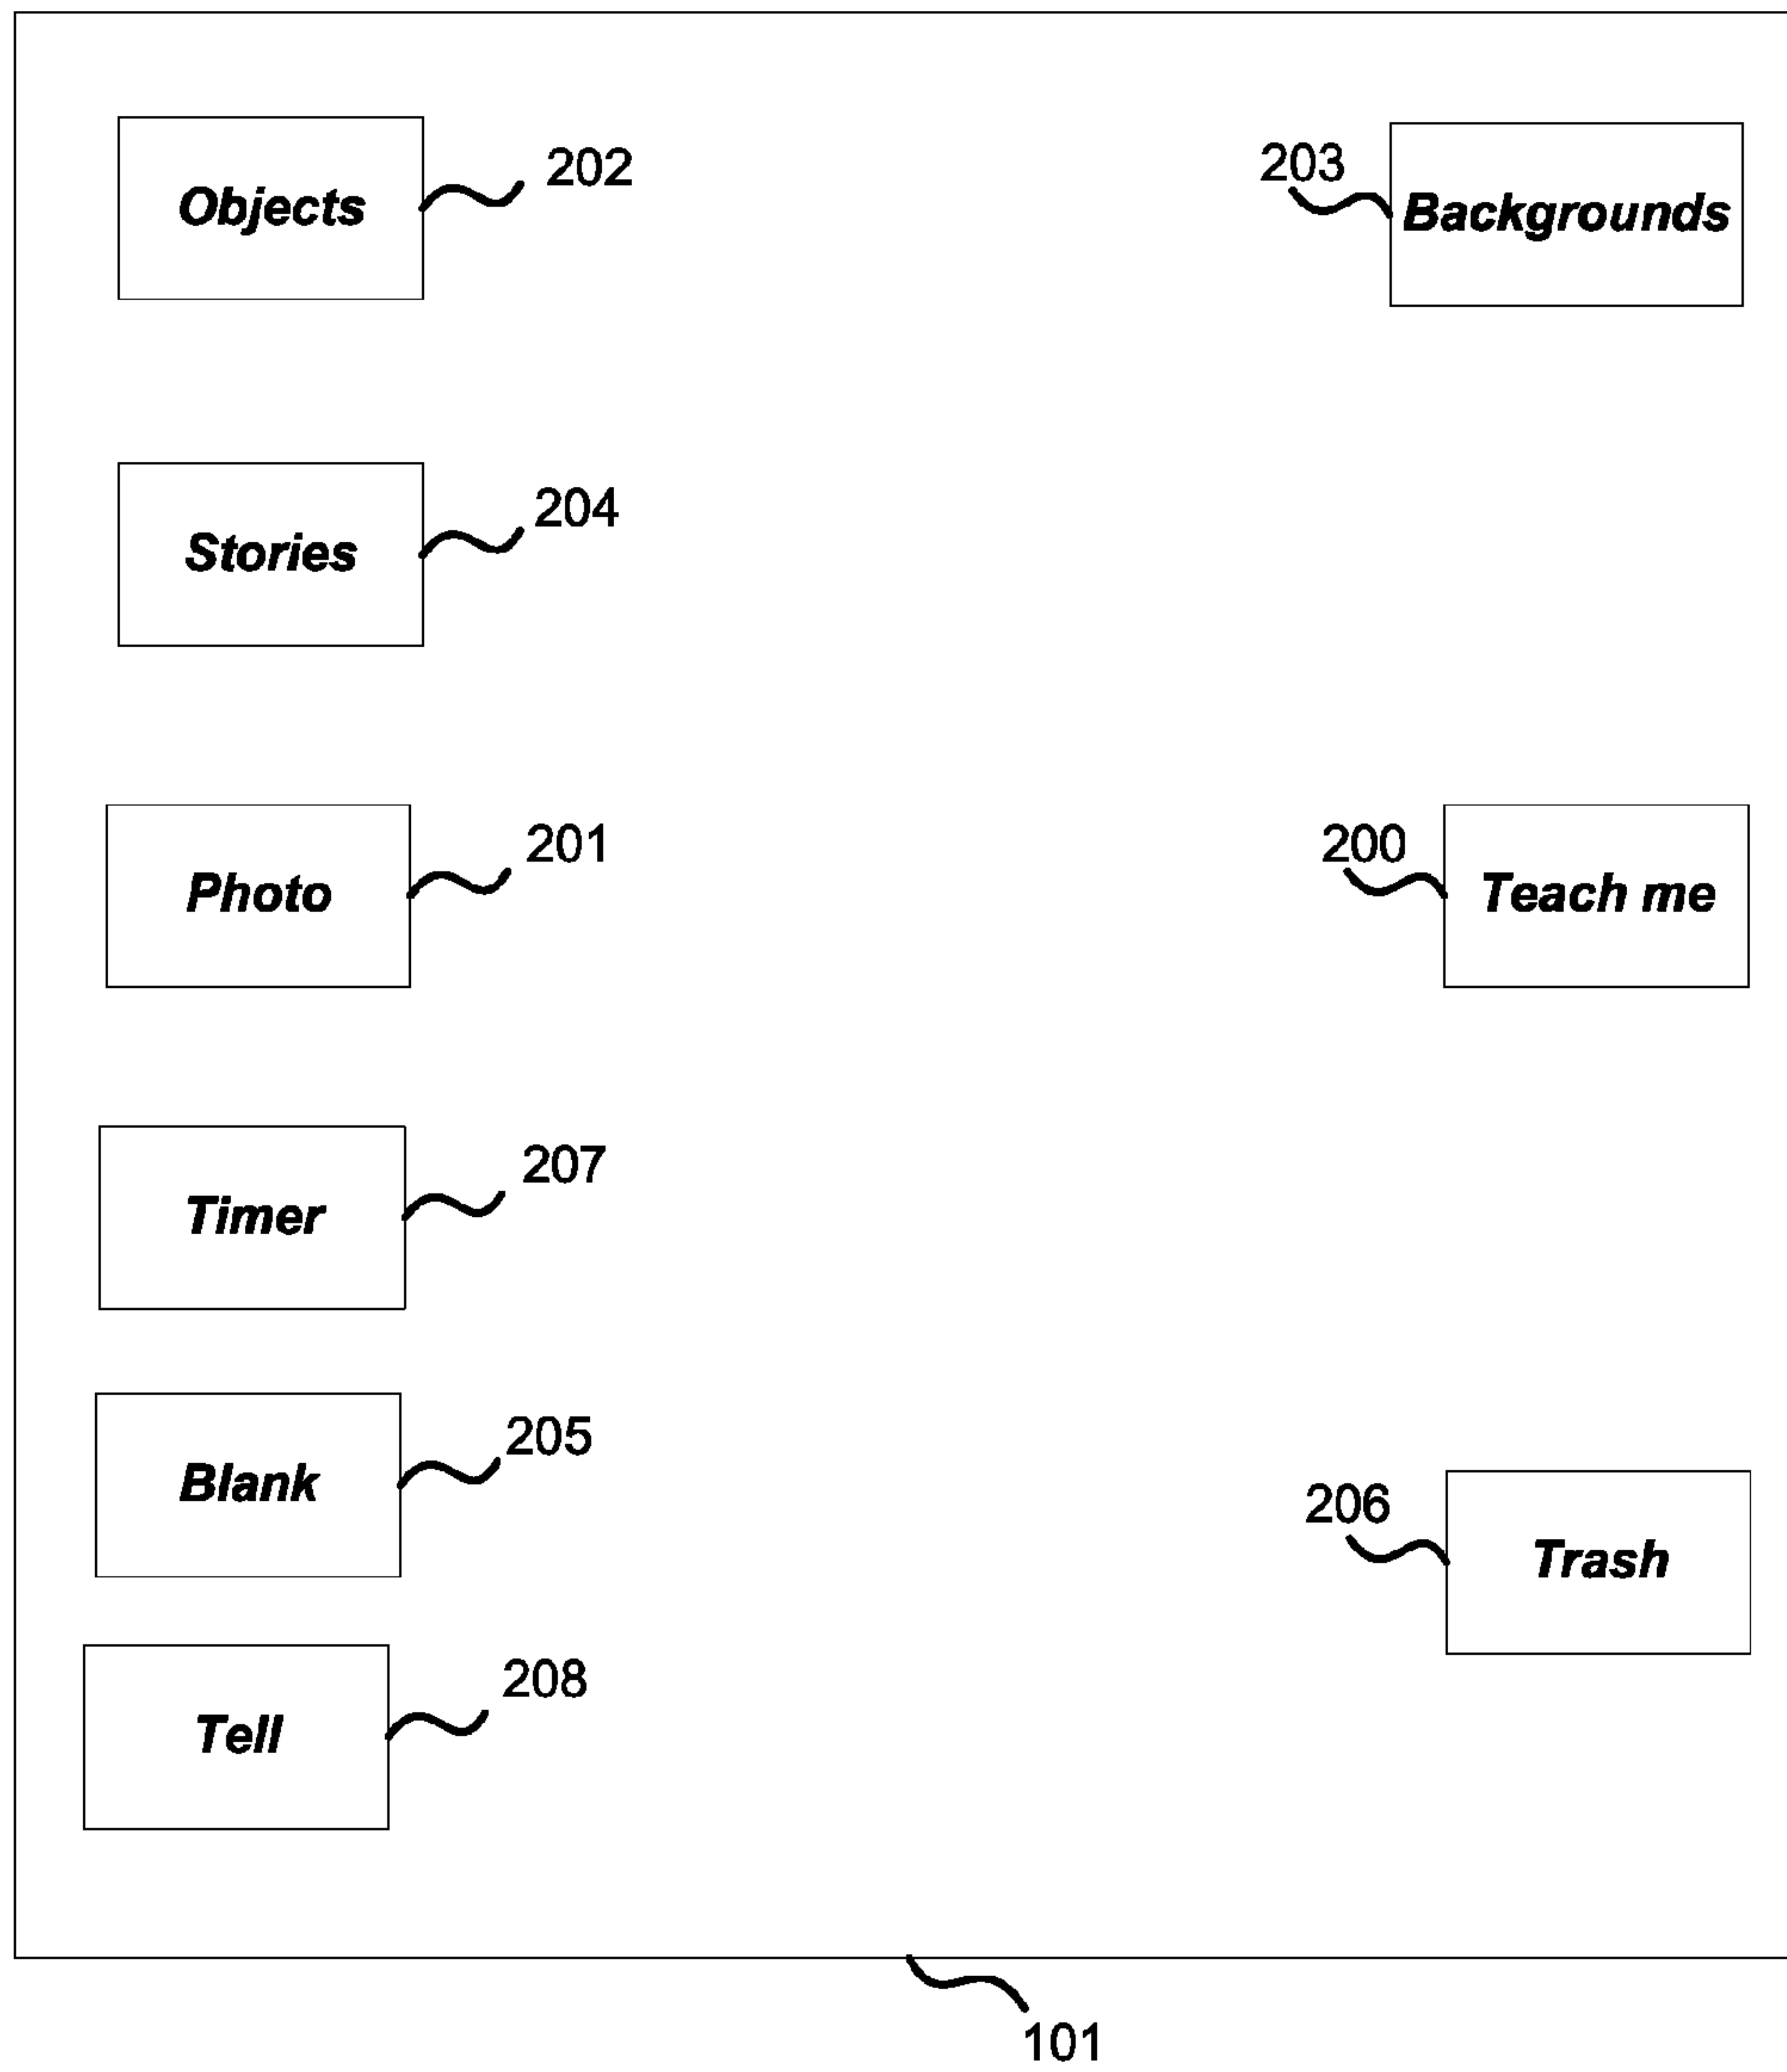 Objects
202
203
Backgrounds
Stories
204
Photo
201
200
Teach me
Timer
207
Blank
205
206
Trash
Tell
208
101